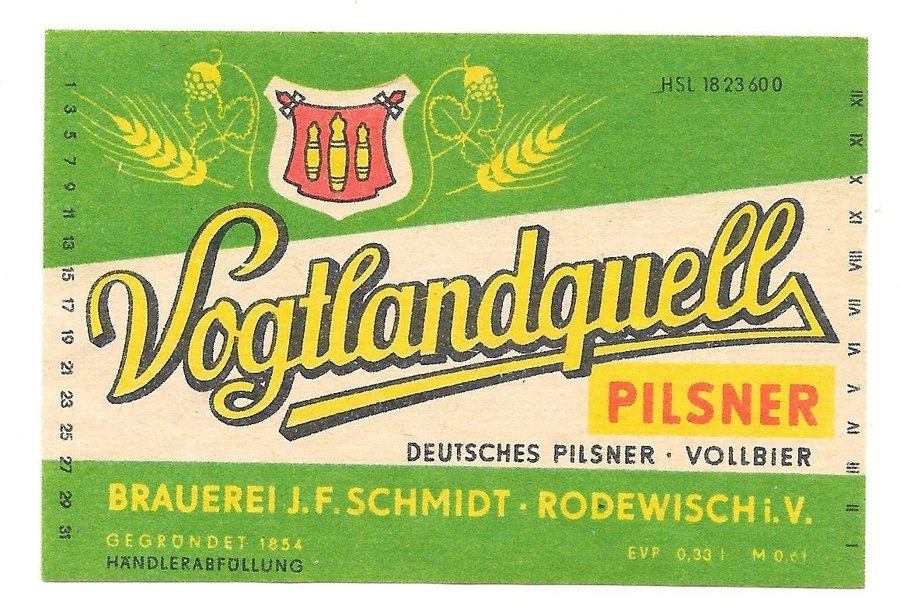 HSL 18 23 60 0
1 3 5 7 9 11 13 15 17 19 21 23 25 27 29 31
XII XI X IX VIII VII VI V IV III II I
Vogtlandquell
PILSNER
DEUTSCHES PILSNER · VOLLBIER
BRAUEREI J. F. SCHMIDT · RODEWISCH i. V.
GEGRÜNDET 1854
HÄNDLERABFÜLLUNG
EVP 0,33 l M 0,61